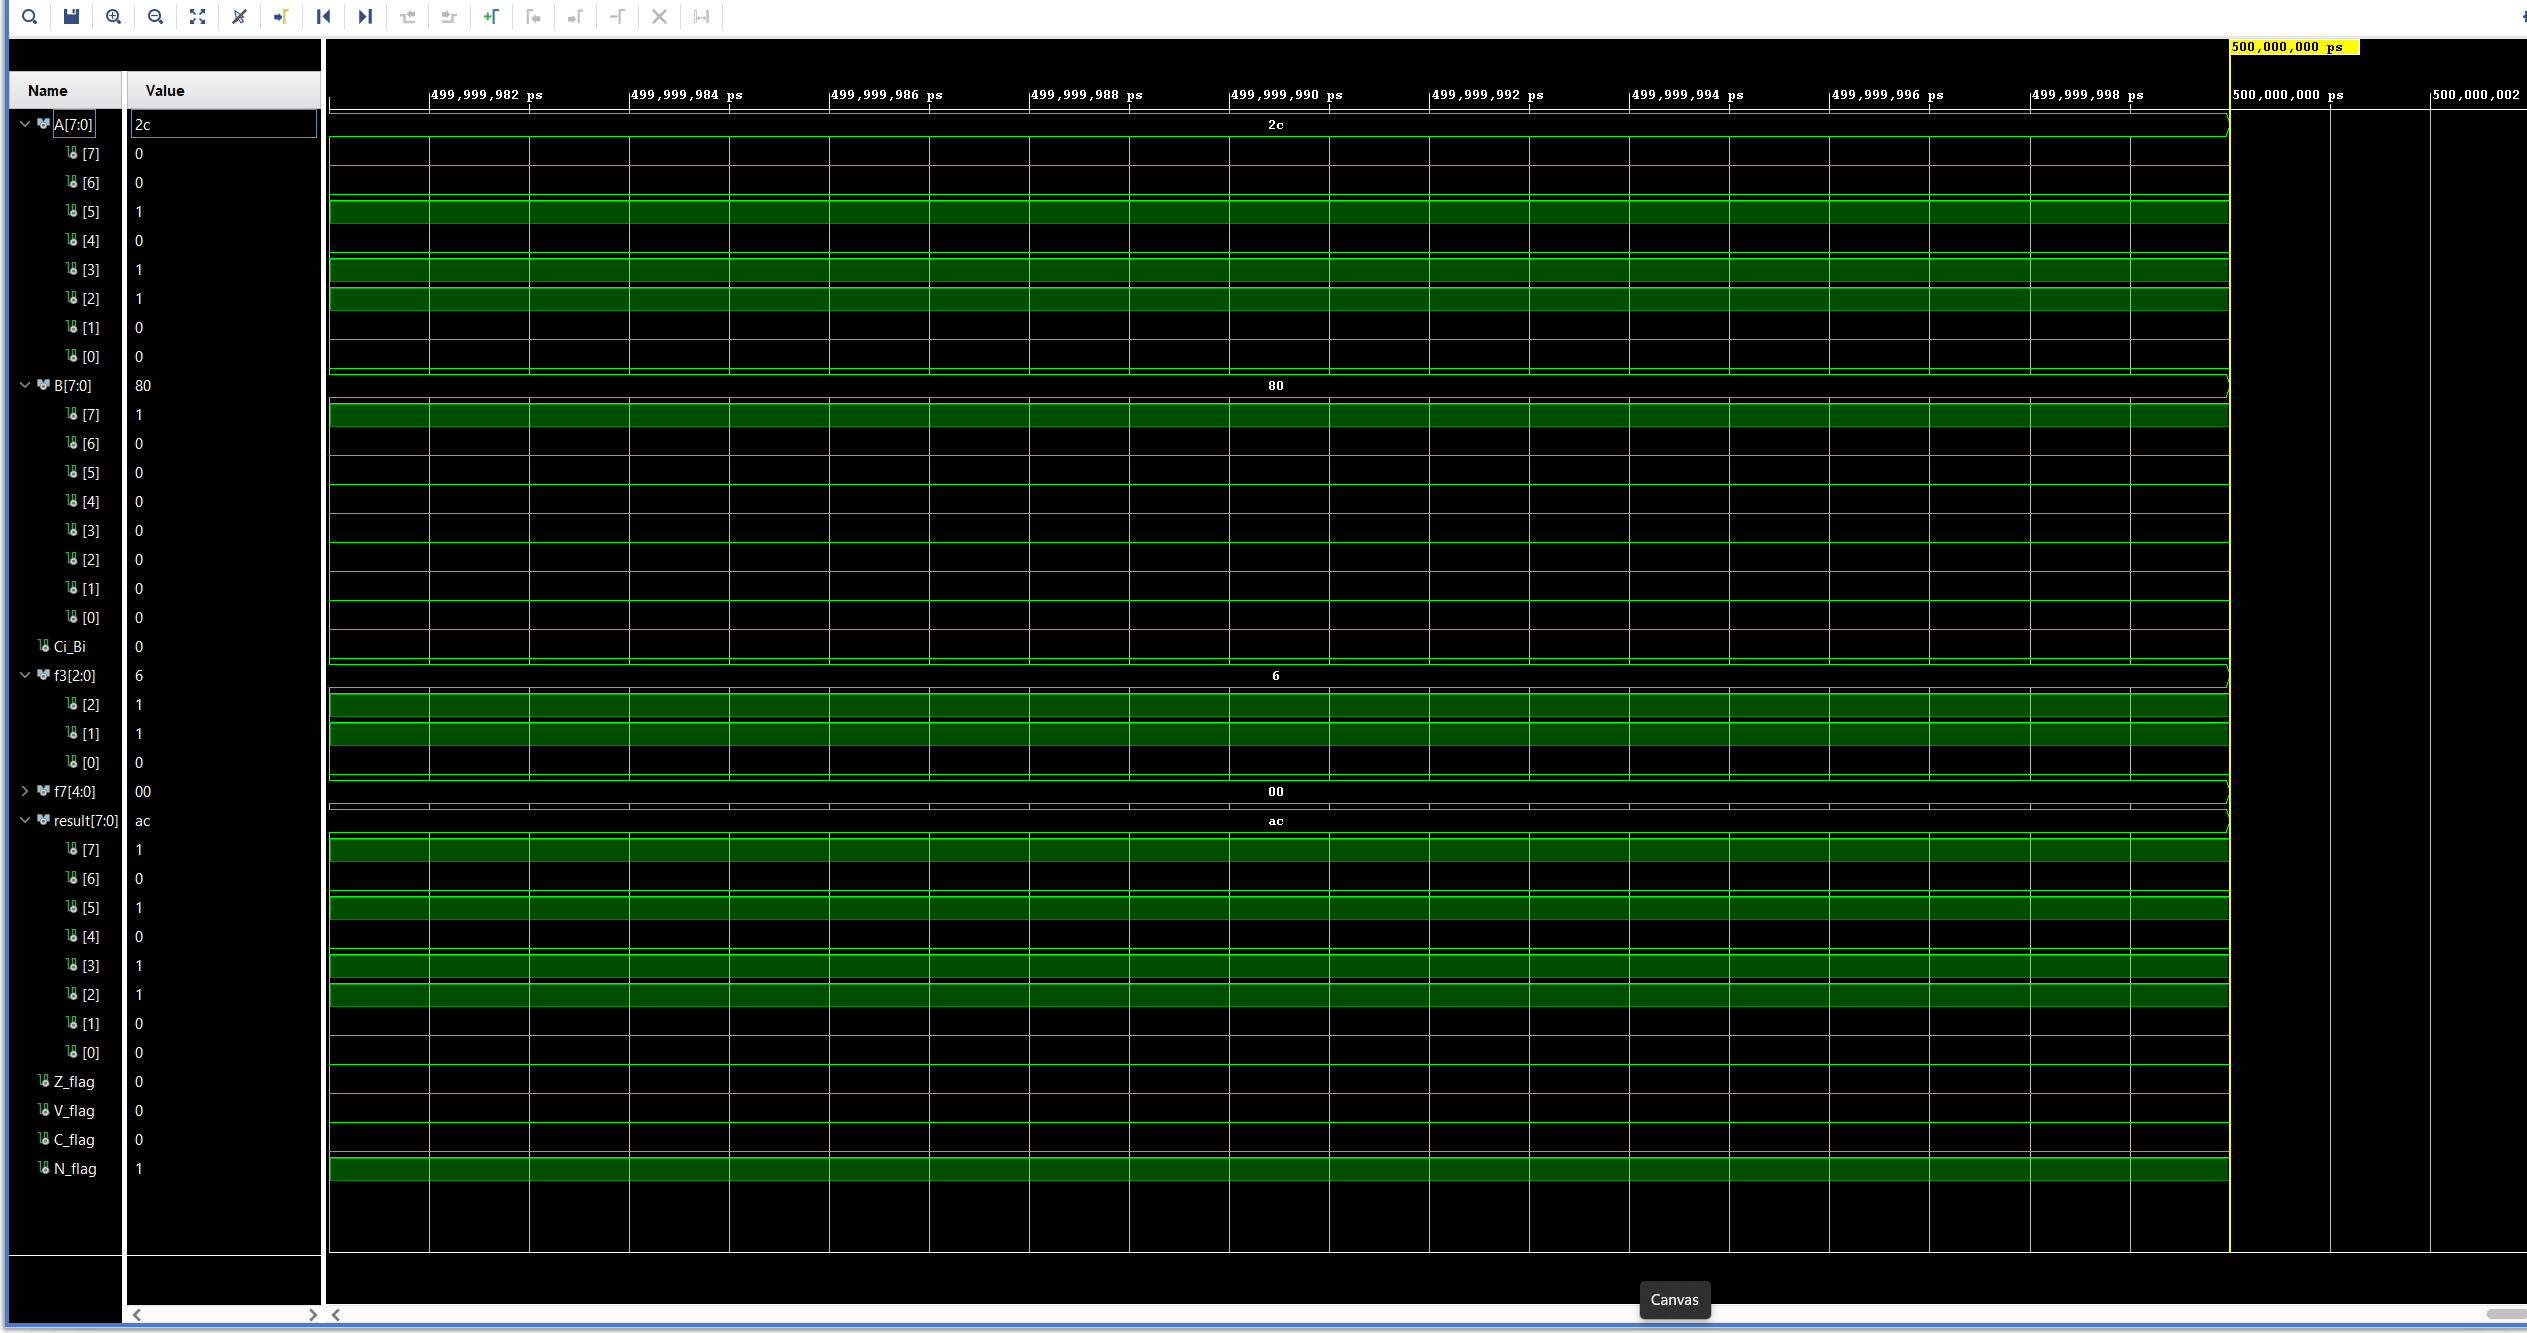 500,000,000 ps
Name Value
499,999,982 ps 499,999,984 ps 499,999,986 ps 499,999,988 ps 499,999,990 ps 499,999,992 ps 499,999,994 ps 499,999,996 ps 499,999,998 ps 500,000,000 ps 500,000,002
A[7:0] 2c 2c
[7] 0
[6] 0
[5] 1
[4] 0
[3] 1
[2] 1
[1] 0
[0] 0
B[7:0] 80 80
[7] 1
[6] 0
[5] 0
[4] 0
[3] 0
[2] 0
[1] 0
[0] 0
Ci_Bi 0
f3[2:0] 6 6
[2] 1
[1] 1
[0] 0
f7[4:0] 00 00
result[7:0] ac ac
[7] 1
[6] 0
[5] 1
[4] 0
[3] 1
[2] 1
[1] 0
[0] 0
Z_flag 0
V_flag 0
C_flag 0
N_flag 1
Canvas